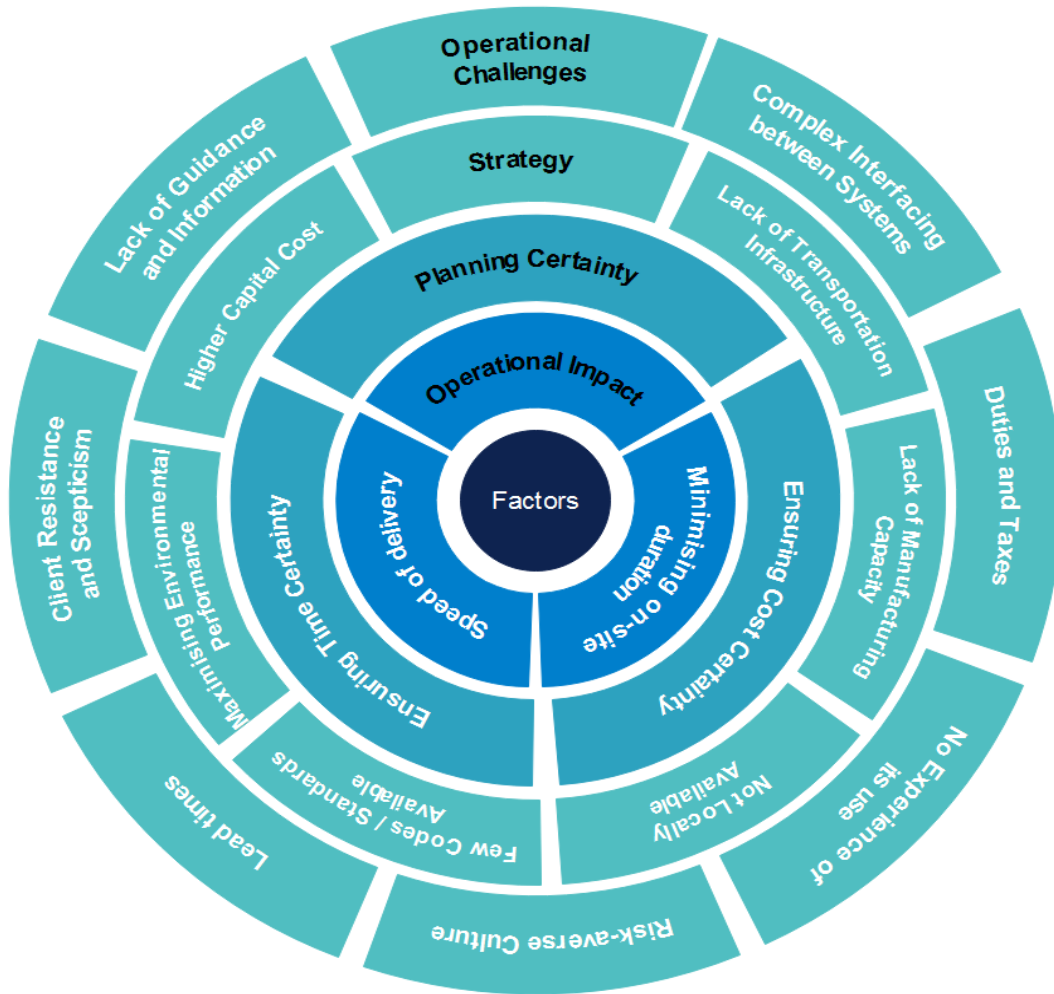 Operational
Challenges
Complex Interfacing
between Systems
Duties and Taxes
No Experience of
its use
Risk-averse Culture
Lead times
Client Resistance
and Scepticism
Lack of Guidance
and Information
Strategy
Lack of Transportation
Infrastructure
Lack of Manufacturing
Capacity
Not Locally
Available
Few Codes / Standards
Available
Maximising Environmental
Performance
Higher Capital Cost
Planning Certainty
Ensuring Cost Certainty
Ensuring Time Certainty
Operational Impact
Minimising on-site
duration
Speed of delivery
Factors